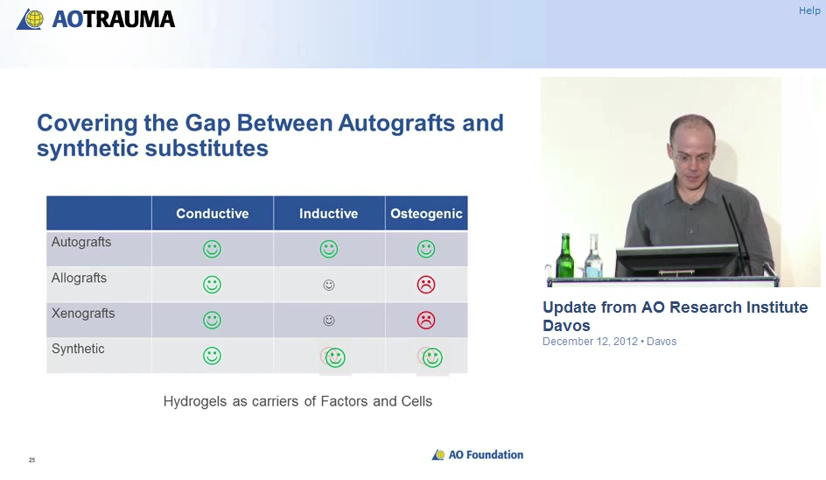 Help
AOTRAUMA
Covering the Gap Between Autografts and
synthetic substitutes
Conductive Inductive Osteogenic
Autografts
Allografts
Xenografts
Synthetic
Hydrogels as carriers of Factors and Cells
25
AO Foundation
Update from AO Research Institute
Davos
December 12, 2012 • Davos